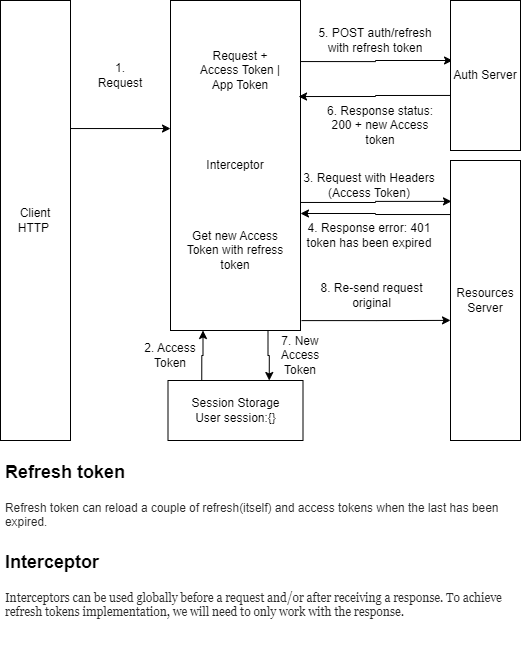 1.
Request
Request +
Access Token |
App Token
5. POST auth/refresh
with refresh token
Auth Server
6. Response status:
200 + new Access
token
Interceptor
3. Request with Headers
(Access Token)
Client
HTTP
4. Response error: 401
token has been expired
Get new Access
Token with refress
token
8. Re-send request
original
Resources
Server
2. Access
Token
7. New
Access
Token
Session Storage
User session:{}
Refresh token
Refresh token can reload a couple of refresh(itself) and access tokens when the last has been
expired.
Interceptor
Interceptors can be used globally before a request and/or after receiving a response. To achieve
refresh tokens implementation, we will need to only work with the response.